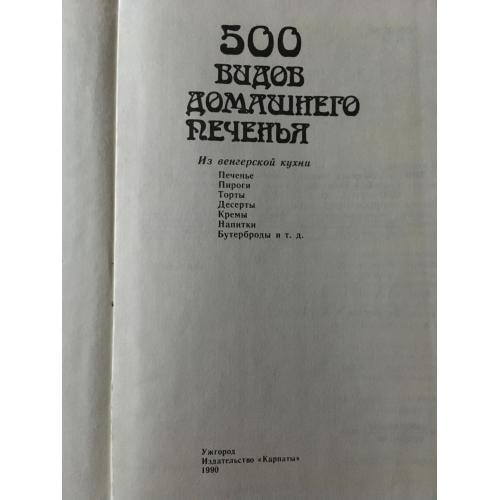 500
ВИДОВ
ДОМАШНЕГО
ПЕЧЕНЬЯ
Из венгерской кухни
Печенье
Пироги
Торты
Десерты
Кремы
Напитки
Бутерброды и т. д.
Ужгород
Издательство «Карпаты»
1990